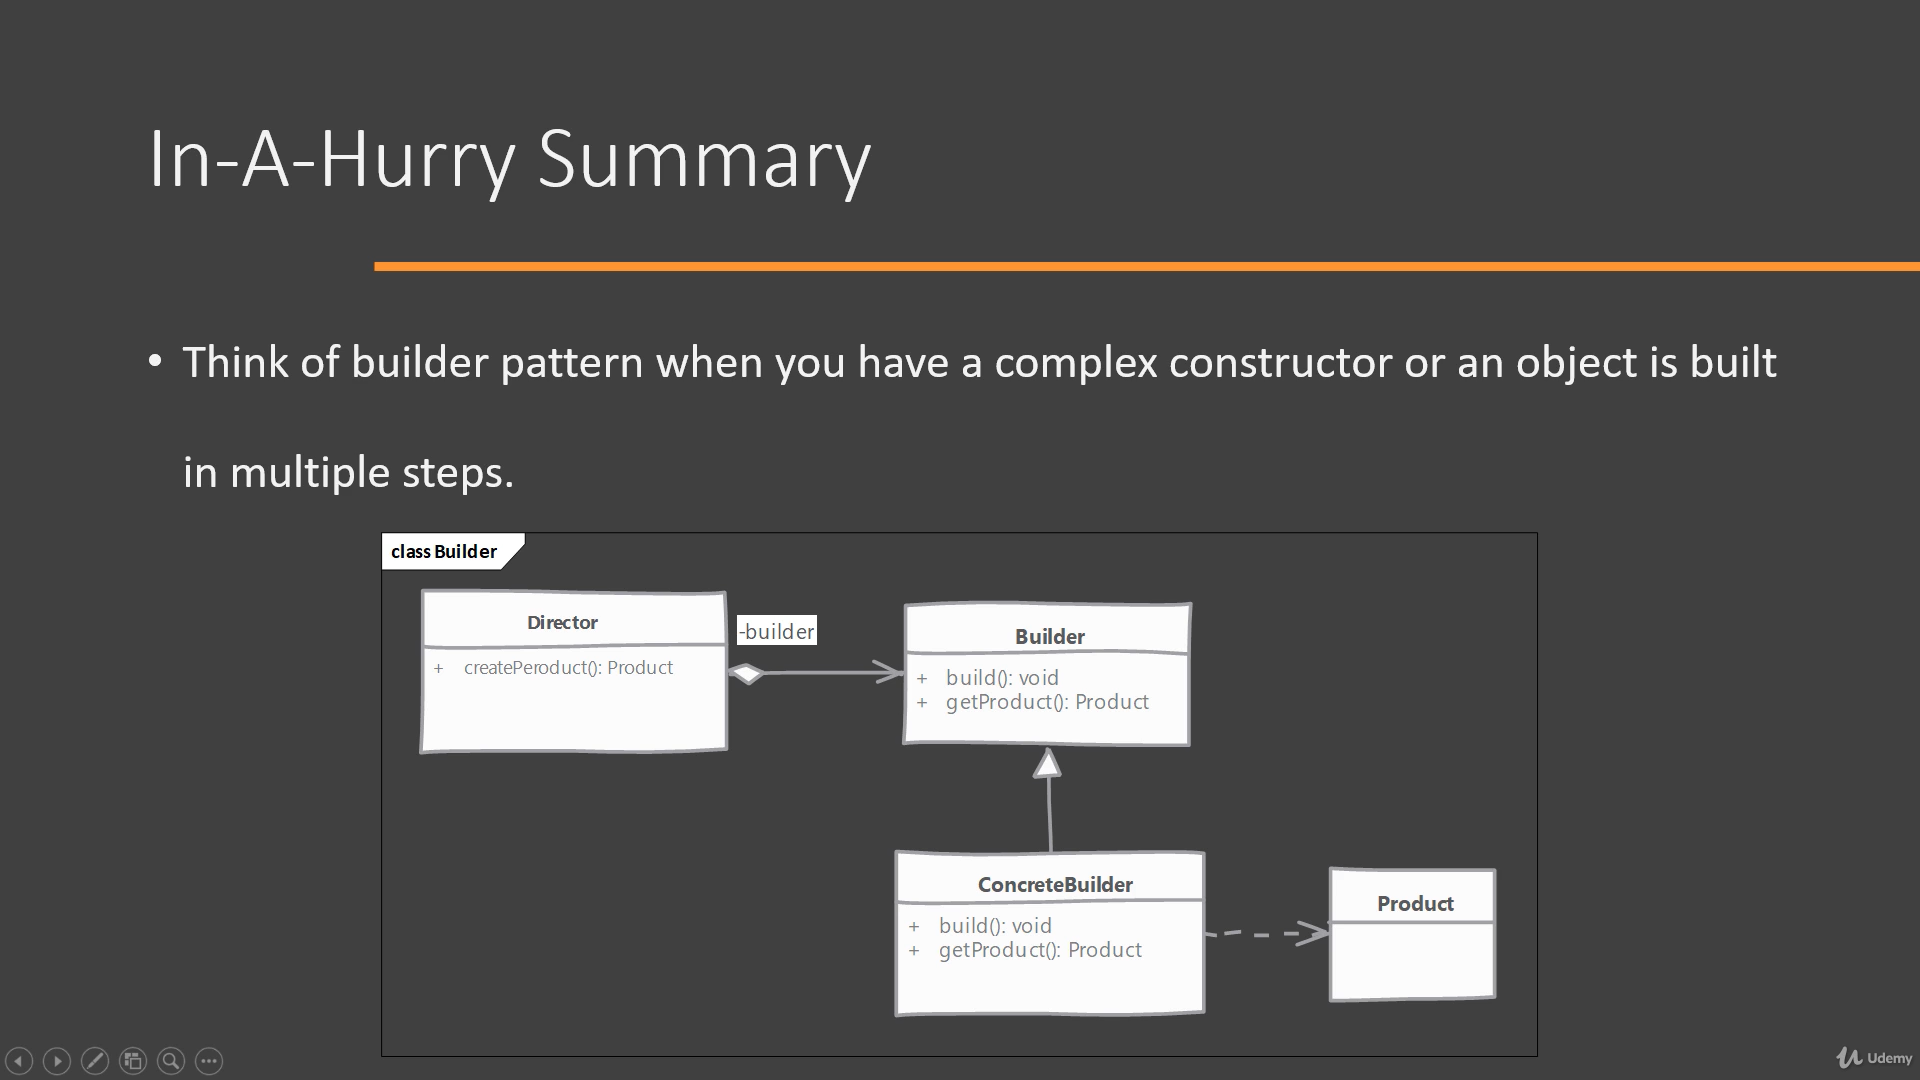 In-A-Hurry Summary
• Think of builder pattern when you have a complex constructor or an object is built
in multiple steps.
class Builder
Director
+ createPeroduct(): Product
-builder
Builder
+ build(): void
+ getProduct(): Product
ConcreteBuilder
+ build(): void
+ getProduct(): Product
Product
Udemy